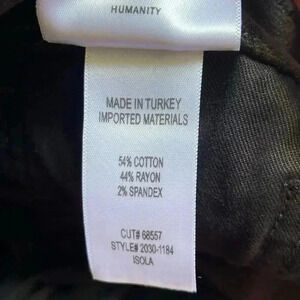 HUMANITY
MADE IN TURKEY
IMPORTED MATERIALS
54% COTTON
44% RAYON
2% SPANDEX
CUT# 68557
STYLE# 2030-1184
ISOLA